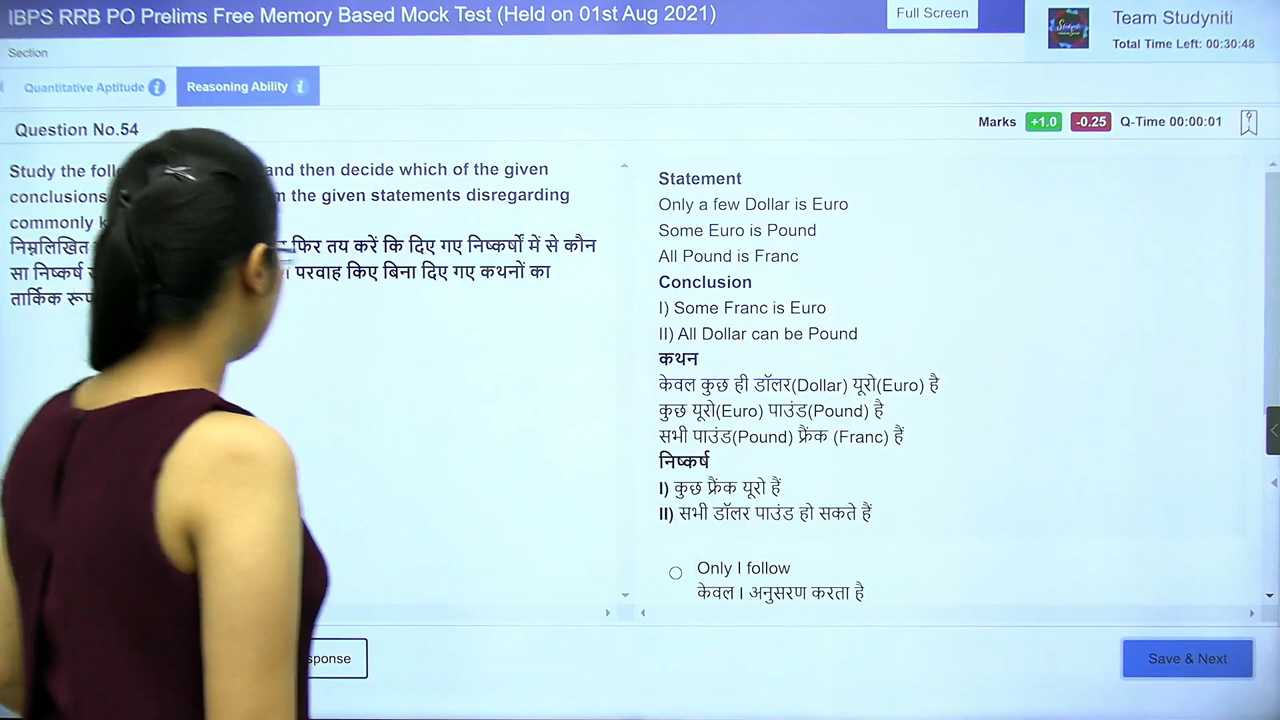 IBPS RRB PO Prelims Free Memory Based Mock Test (Held on 01st Aug 2021)
Full Screen
Team Studyniti
Total Time Left: 00:30:48
Section
Quantitative Aptitude i
Reasoning Ability i
Question No.54
Marks +1.0 -0.25 Q-Time 00:00:01
Study the and then decide which of the given
conclusions the given statements disregarding
commonly
निम्नलिखित फिर तय करें कि दिए गए निष्कर्षों में से कौन
सा निष्कर्ष । परवाह किए बिना दिए गए कथनों का
तार्किक
Statement
Only a few Dollar is Euro
Some Euro is Pound
All Pound is Franc
Conclusion
I) Some Franc is Euro
II) All Dollar can be Pound
कथन
केवल कुछ ही डॉलर(Dollar) यूरो(Euro) है
कुछ यूरो(Euro) पाउंड(Pound) है
सभी पाउंड(Pound) फ्रैंक (Franc) हैं
निष्कर्ष
I) कुछ फ्रैंक यूरो हैं
II) सभी डॉलर पाउंड हो सकते हैं
Only I follow
केवल I अनुसरण करता है
Save & Next